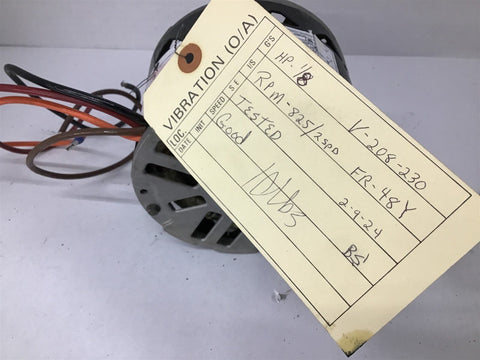 VIBRATION (O/A)
LOC. DATE INIT SPEED S.E I/S G'S
HP- 1/8 V-208-230
RPM-825/2SPD FR-48Y
TESTED 2-9-24
Good BS